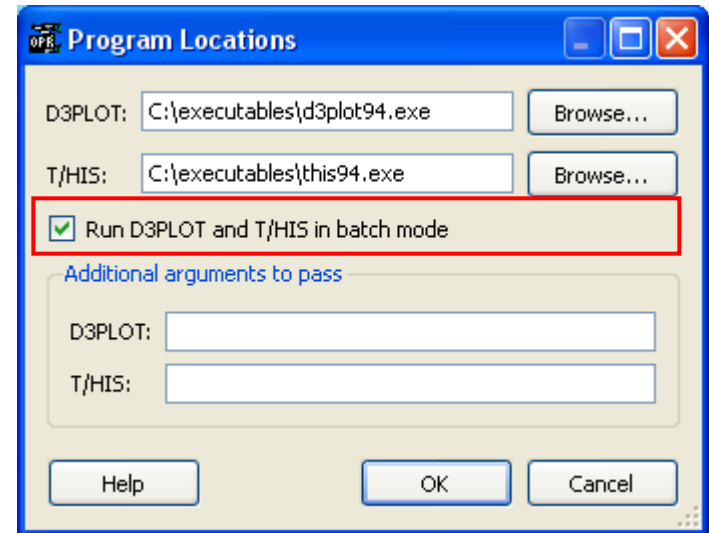 OPR Program Locations
D3PLOT: C:\executables\d3plot94.exe Browse...
T/HIS: C:\executables\this94.exe Browse...
Run D3PLOT and T/HIS in batch mode
Additional arguments to pass
D3PLOT:
T/HIS:
Help OK Cancel